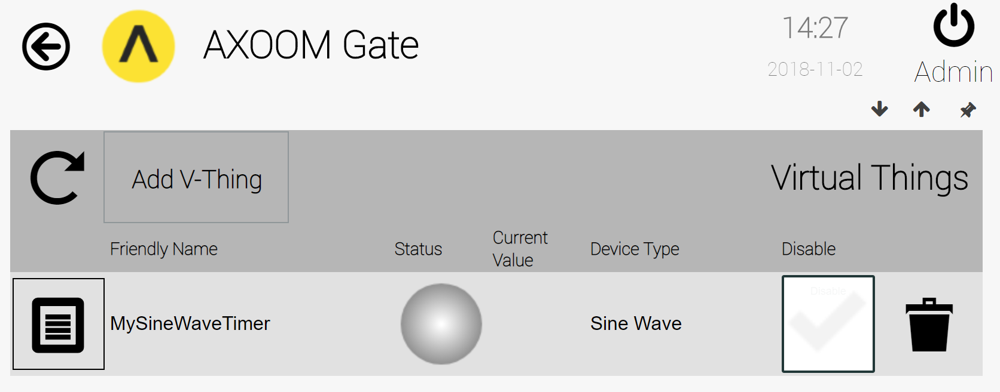 AXOOM Gate
14:27
2018-11-02
Admin
Add V-Thing
Virtual Things
Friendly Name
Status
Current
Value
Device Type
Disable
MySineWaveTimer
Sine Wave
Disable